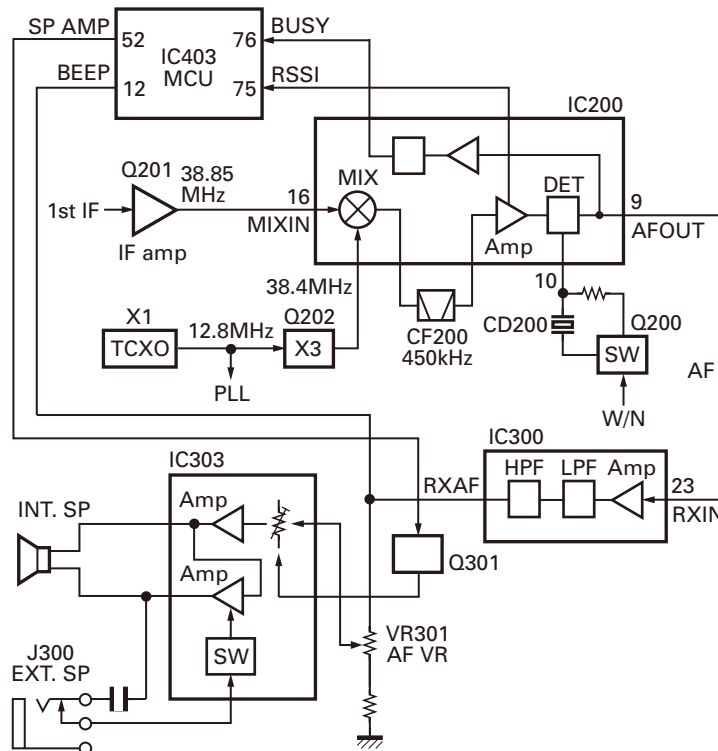 SP AMP
52
76
BUSY
IC403
MCU
BEEP
12
75
RSSI
IC200
Q201
38.85
MHz
16
MIX
DET
9
1st IF
MIXIN
AFOUT
IF amp
Amp
38.4MHz
10
X1
12.8MHz
Q202
CF200
450kHz
CD200
Q200
TCXO
X3
SW
AF
PLL
W/N
IC303
IC300
HPF
LPF
Amp
RXAF
23
RXIN
Amp
INT. SP
Amp
Q301
SW
VR301
AF VR
J300
EXT. SP